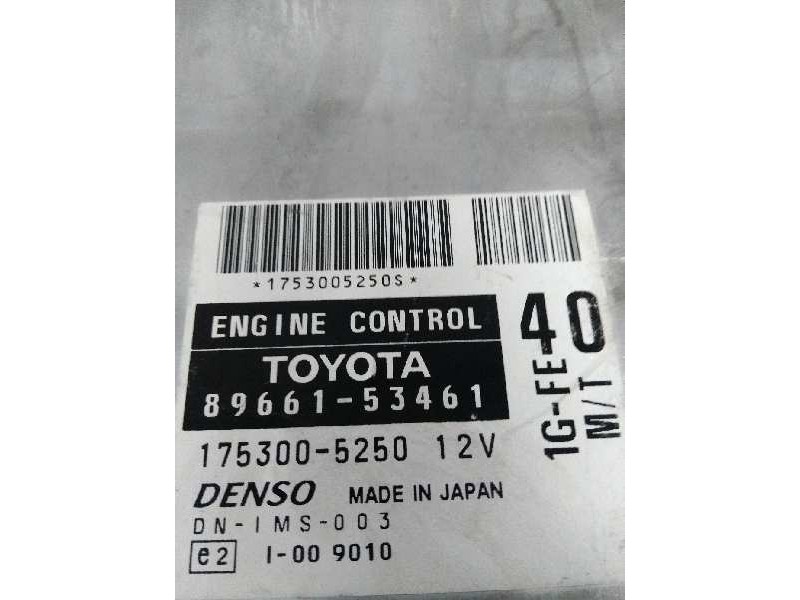 *1753005250S*
ENGINE CONTROL
TOYOTA
89661-53461
175300-5250 12V
DENSO MADE IN JAPAN
DN-IMS-003
e2 I-00 9010
40
1G-FE
M/T